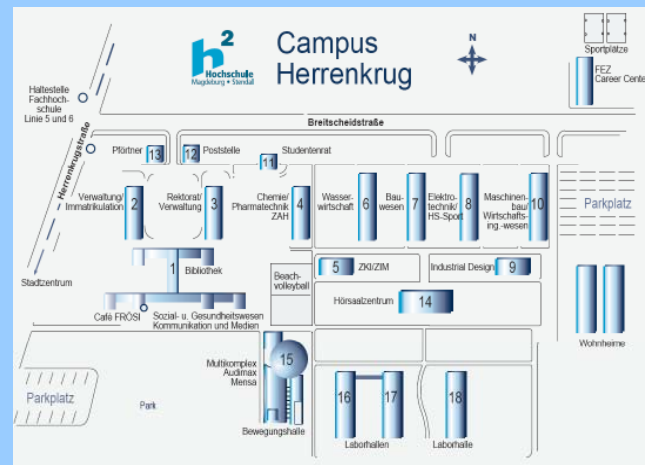 h2
Hochschule
Magdeburg • Stendal
Campus
Herrenkrug
N
Sportplätze
FEZ
Career Center
Haltestelle
Fachhoch-
schule
Linie 5 und 6
Herrenkrugstraße
Breitscheidstraße
Pförtner
13
12
Poststelle
Studentenrat
11
Verwaltung/
Immatrikulation
2
Rektorat/
Verwaltung
3
Chemie/
Pharmatechnik
ZAH
4
Wasser-
wirtschaft
6
Bau-
wesen
7
Elektro-
technik/
HS-Sport
8
Maschinen-
bau/
Wirtschafts-
ing.-wesen
10
Parkplatz
1
Bibliothek
Stadtzentrum
Beach-
volleyball
5
ZKI/ZIM
Industrial Design
9
Hörsaalzentrum
14
Café FRÖSI
Sozial- u. Gesundheitswesen
Kommunikation und Medien
Wohnheime
Multikomplex
Audimax
Mensa
15
Parkplatz
Park
Bewegungshalle
16
17
18
Laborhallen
Laborhalle